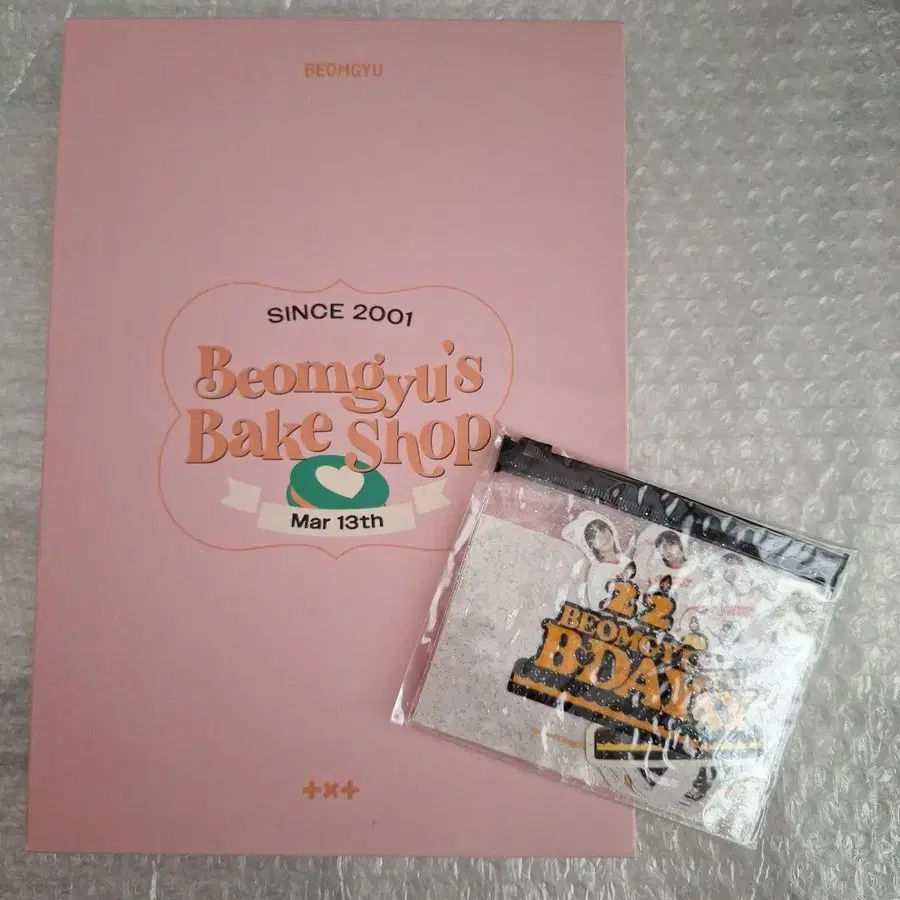 BEOMGYU
SINCE 2001
Beomgyu's
Bake Shop
Mar 13th
+×+
22
BEOMGYU
B-DAY